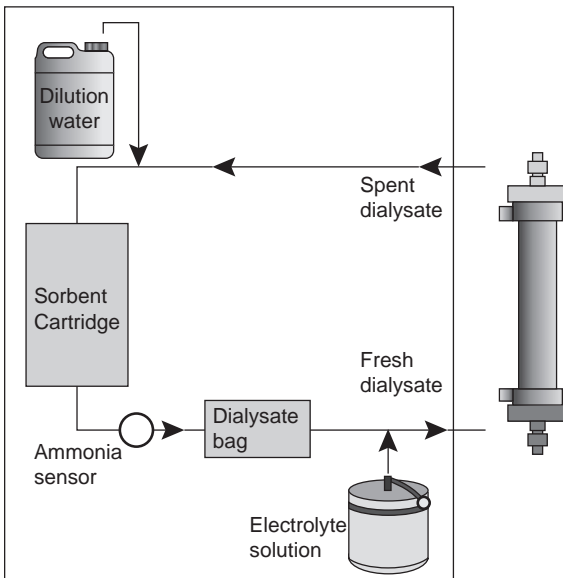 Dilution
water
Spent
dialysate
Sorbent
Cartridge
Fresh
dialysate
Dialysate
bag
Ammonia
sensor
Electrolyte
solution